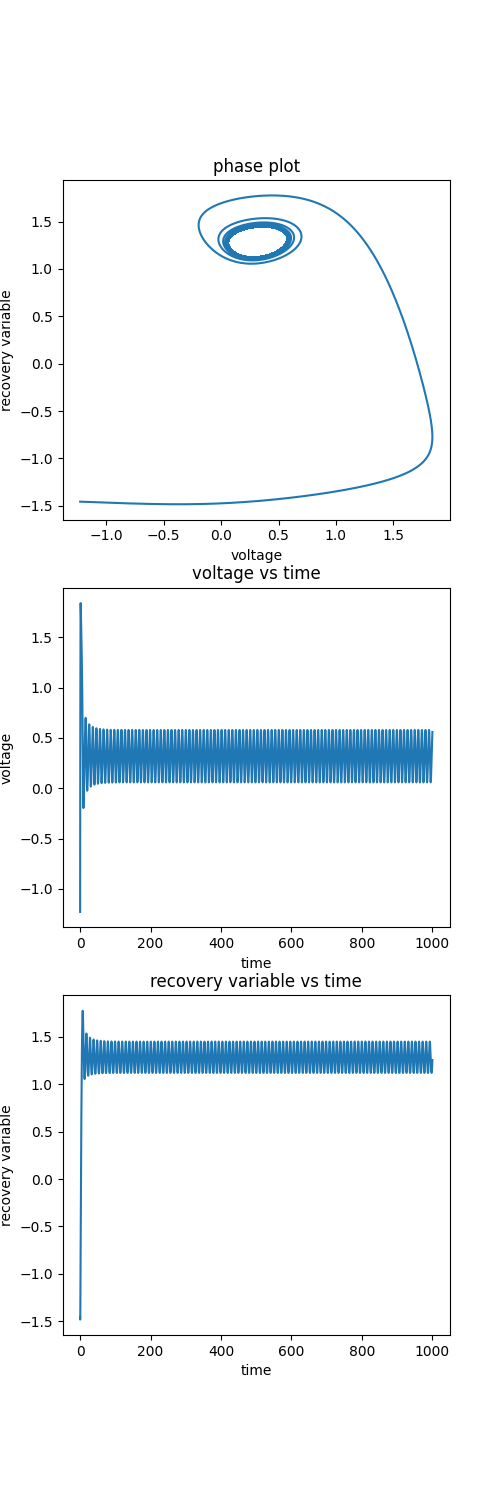 phase plot
1.5
1.0
0.5
0.0
−0.5
−1.0
−1.5
recovery variable
−1.0 −0.5 0.0 0.5 1.0 1.5
voltage
voltage vs time
1.5
1.0
0.5
0.0
−0.5
−1.0
voltage
0 200 400 600 800 1000
time
recovery variable vs time
1.5
1.0
0.5
0.0
−0.5
−1.0
−1.5
recovery variable
0 200 400 600 800 1000
time